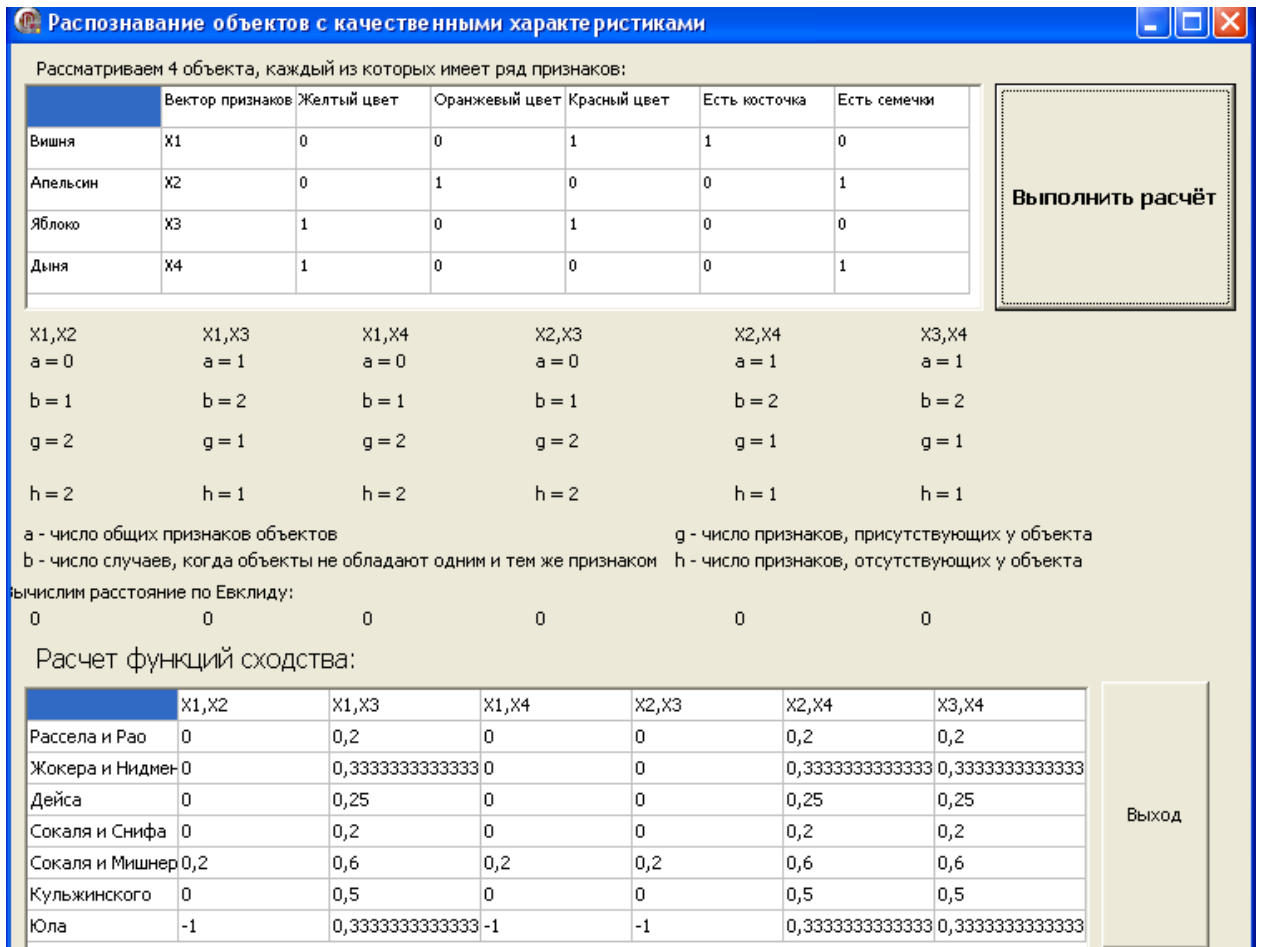 Распознавание объектов с качественными характеристиками
Рассматриваем 4 объекта, каждый из которых имеет ряд признаков:
Вектор признаков Желтый цвет Оранжевый цвет Красный цвет Есть косточка Есть семечки
Вишня X1 0 0 1 1 0
Апельсин X2 0 1 0 0 1
Яблоко X3 1 0 1 0 0
Дыня X4 1 0 0 0 1
Выполнить расчёт
X1,X2 X1,X3 X1,X4 X2,X3 X2,X4 X3,X4
a = 0 a = 1 a = 0 a = 0 a = 1 a = 1
b = 1 b = 2 b = 1 b = 1 b = 2 b = 2
g = 2 g = 1 g = 2 g = 2 g = 1 g = 1
h = 2 h = 1 h = 2 h = 2 h = 1 h = 1
a - число общих признаков объектов g - число признаков, присутствующих у объекта
b - число случаев, когда объекты не обладают одним и тем же признаком h - число признаков, отсутствующих у объекта
Вычислим расстояние по Евклиду:
0 0 0 0 0 0
Расчет функций сходства:
X1,X2 X1,X3 X1,X4 X2,X3 X2,X4 X3,X4
Рассела и Рао 0 0,2 0 0 0,2 0,2
Жокера и Нидмен 0 0,3333333333333 0 0 0,3333333333333 0,3333333333333
Дейса 0 0,25 0 0 0,25 0,25
Сокаля и Снифа 0 0,2 0 0 0,2 0,2
Сокаля и Мишнер 0,2 0,6 0,2 0,2 0,6 0,6
Кульжинского 0 0,5 0 0 0,5 0,5
Юла -1 0,3333333333333 -1 -1 0,3333333333333 0,3333333333333
Выход